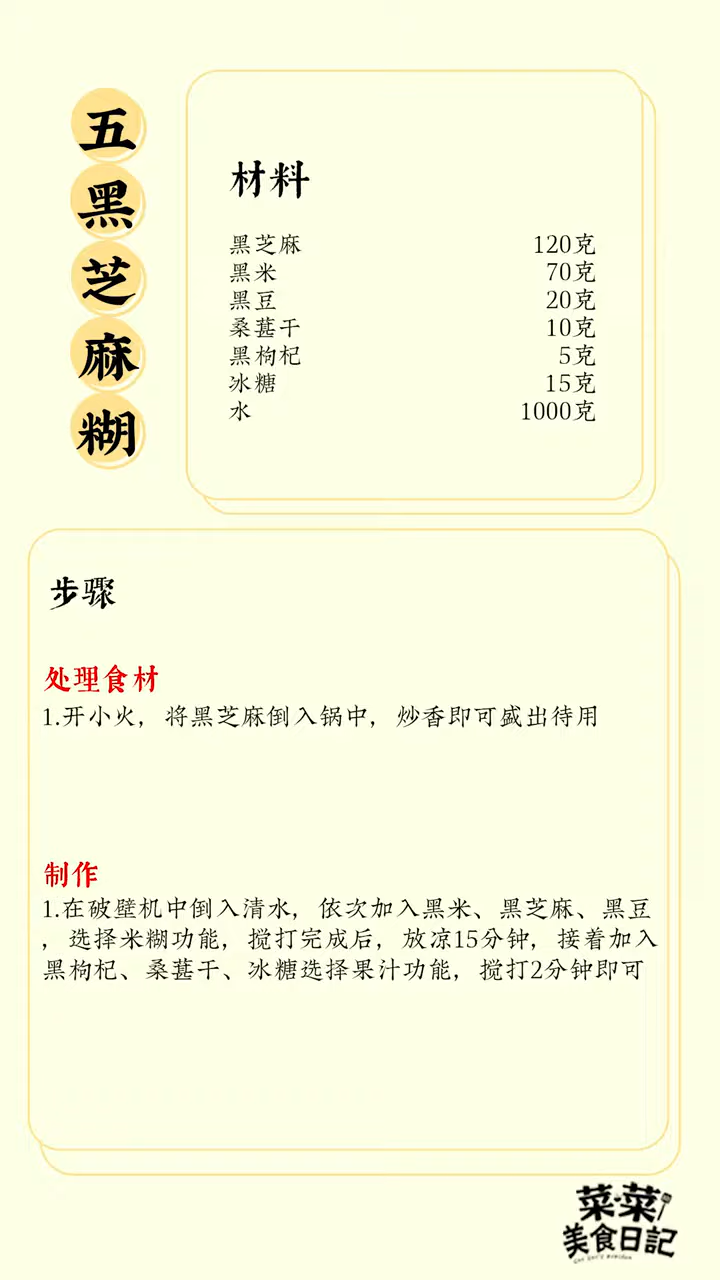 五黑芝麻糊
材料
黑芝麻 120克
黑米 70克
黑豆 20克
桑葚干 10克
黑枸杞 5克
冰糖 15克
水 1000克
步骤
处理食材
1.开小火，将黑芝麻倒入锅中，炒香即可盛出待用
制作
1.在破壁机中倒入清水，依次加入黑米、黑芝麻、黑豆
，选择米糊功能，搅打完成后，放凉15分钟，接着加入
黑枸杞、桑葚干、冰糖选择果汁功能，搅打2分钟即可
菜菜
美食日記